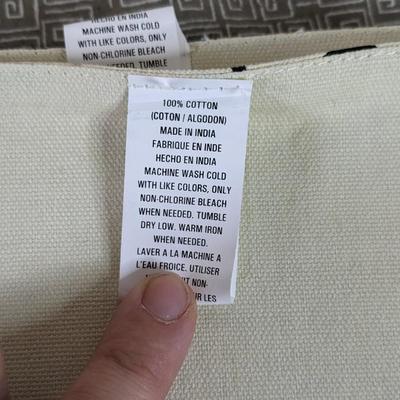 HECHO EN INDIA
MACHINE WASH COLD
WITH LIKE COLORS, ONLY
NON-CHLORINE BLEACH
NEEDED. TUMBLE
100% COTTON
(COTON / ALGODON)
MADE IN INDIA
FABRIQUE EN INDE
HECHO EN INDIA
MACHINE WASH COLD
WITH LIKE COLORS, ONLY
NON-CHLORINE BLEACH
WHEN NEEDED. TUMBLE
DRY LOW. WARM IRON
WHEN NEEDED.
LAVER A LA MACHINE A
L'EAU FROICE. UTILISER
NON-
LES